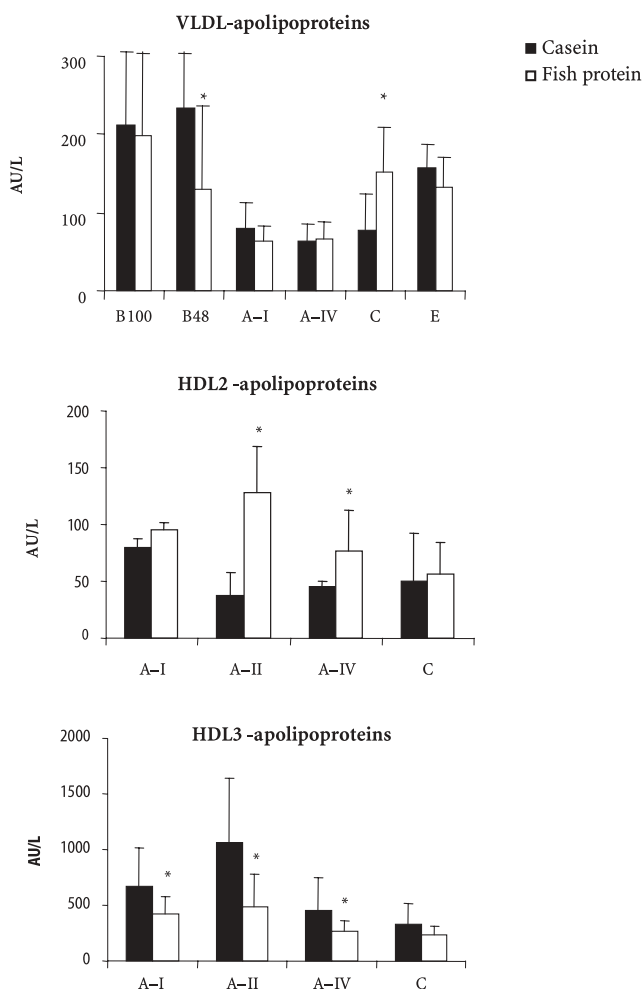 VLDL-apolipoproteins
Casein
Fish protein
AU/L
300
200
100
0
* *
B100 B48 A–I A–IV C E
HDL2 -apolipoproteins
AU/L
200
150
100
50
0
* *
A–I A–II A–IV C
HDL3 -apolipoproteins
AU/L
2000
1500
1000
500
0
* * *
A–I A–II A–IV C